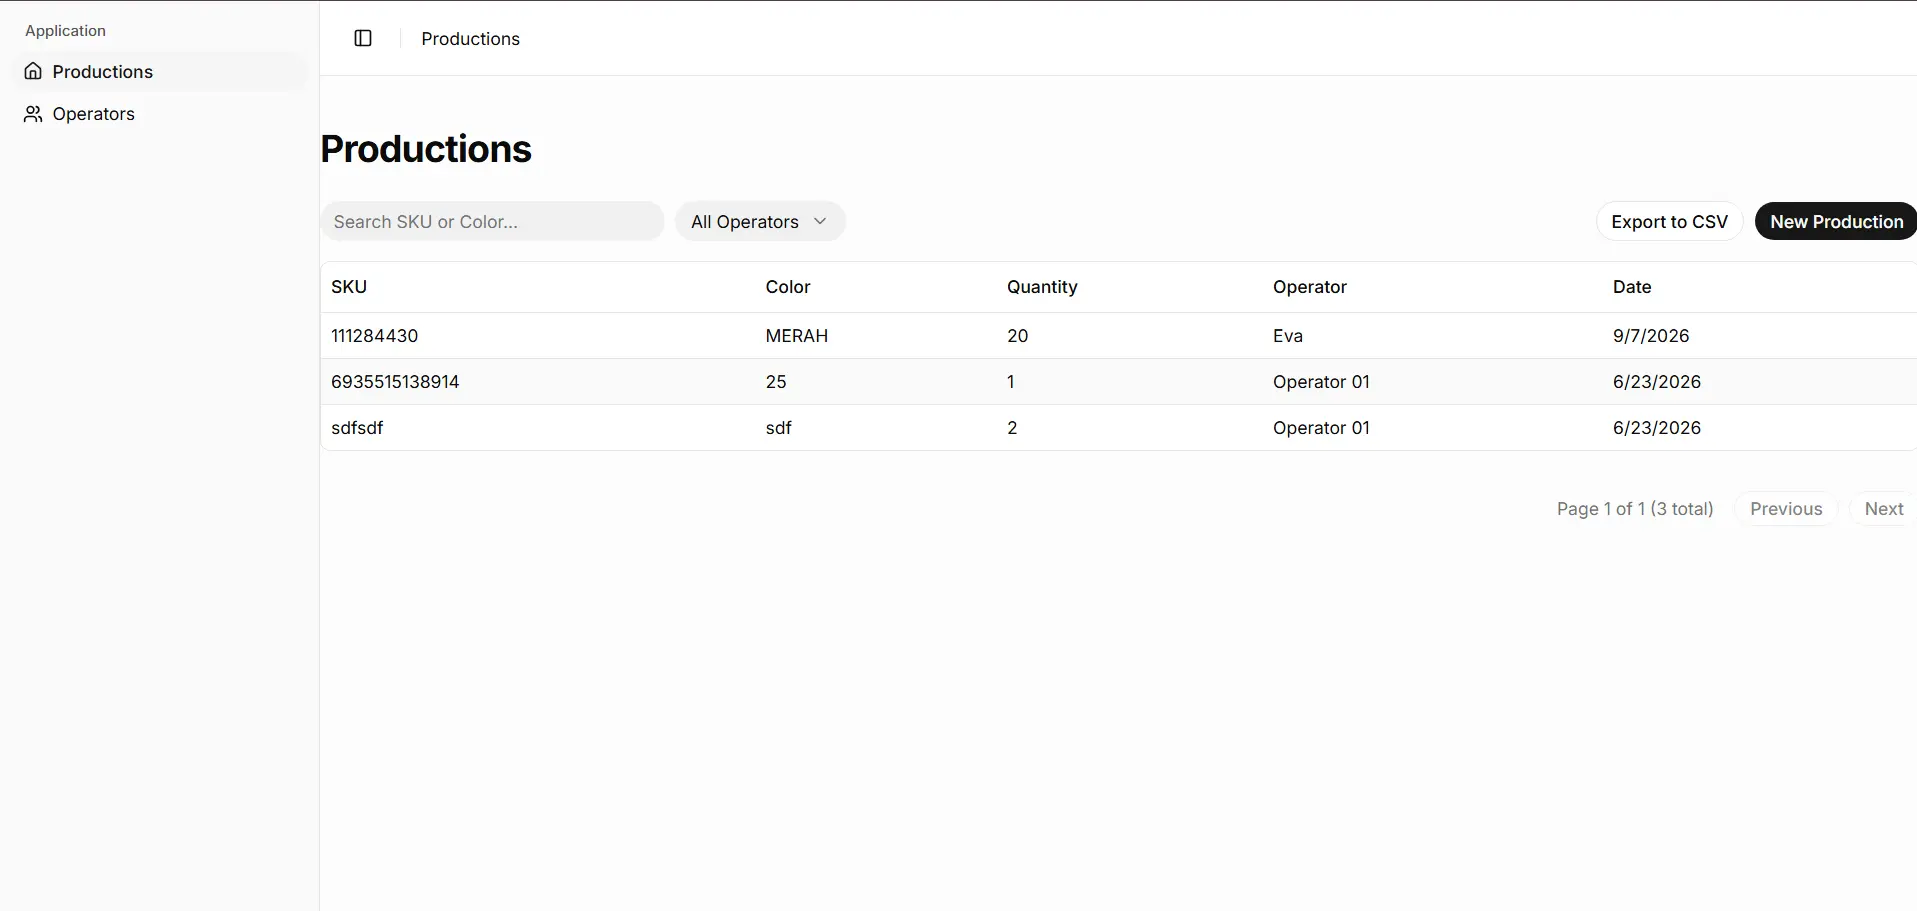 Application
Productions
Operators
Productions
Productions
Search SKU or Color...
All Operators
Export to CSV
New Production
SKU Color Quantity Operator Date
111284430 MERAH 20 Eva 9/7/2026
6935515138914 25 1 Operator 01 6/23/2026
sdfsdf sdf 2 Operator 01 6/23/2026
Page 1 of 1 (3 total) Previous Next